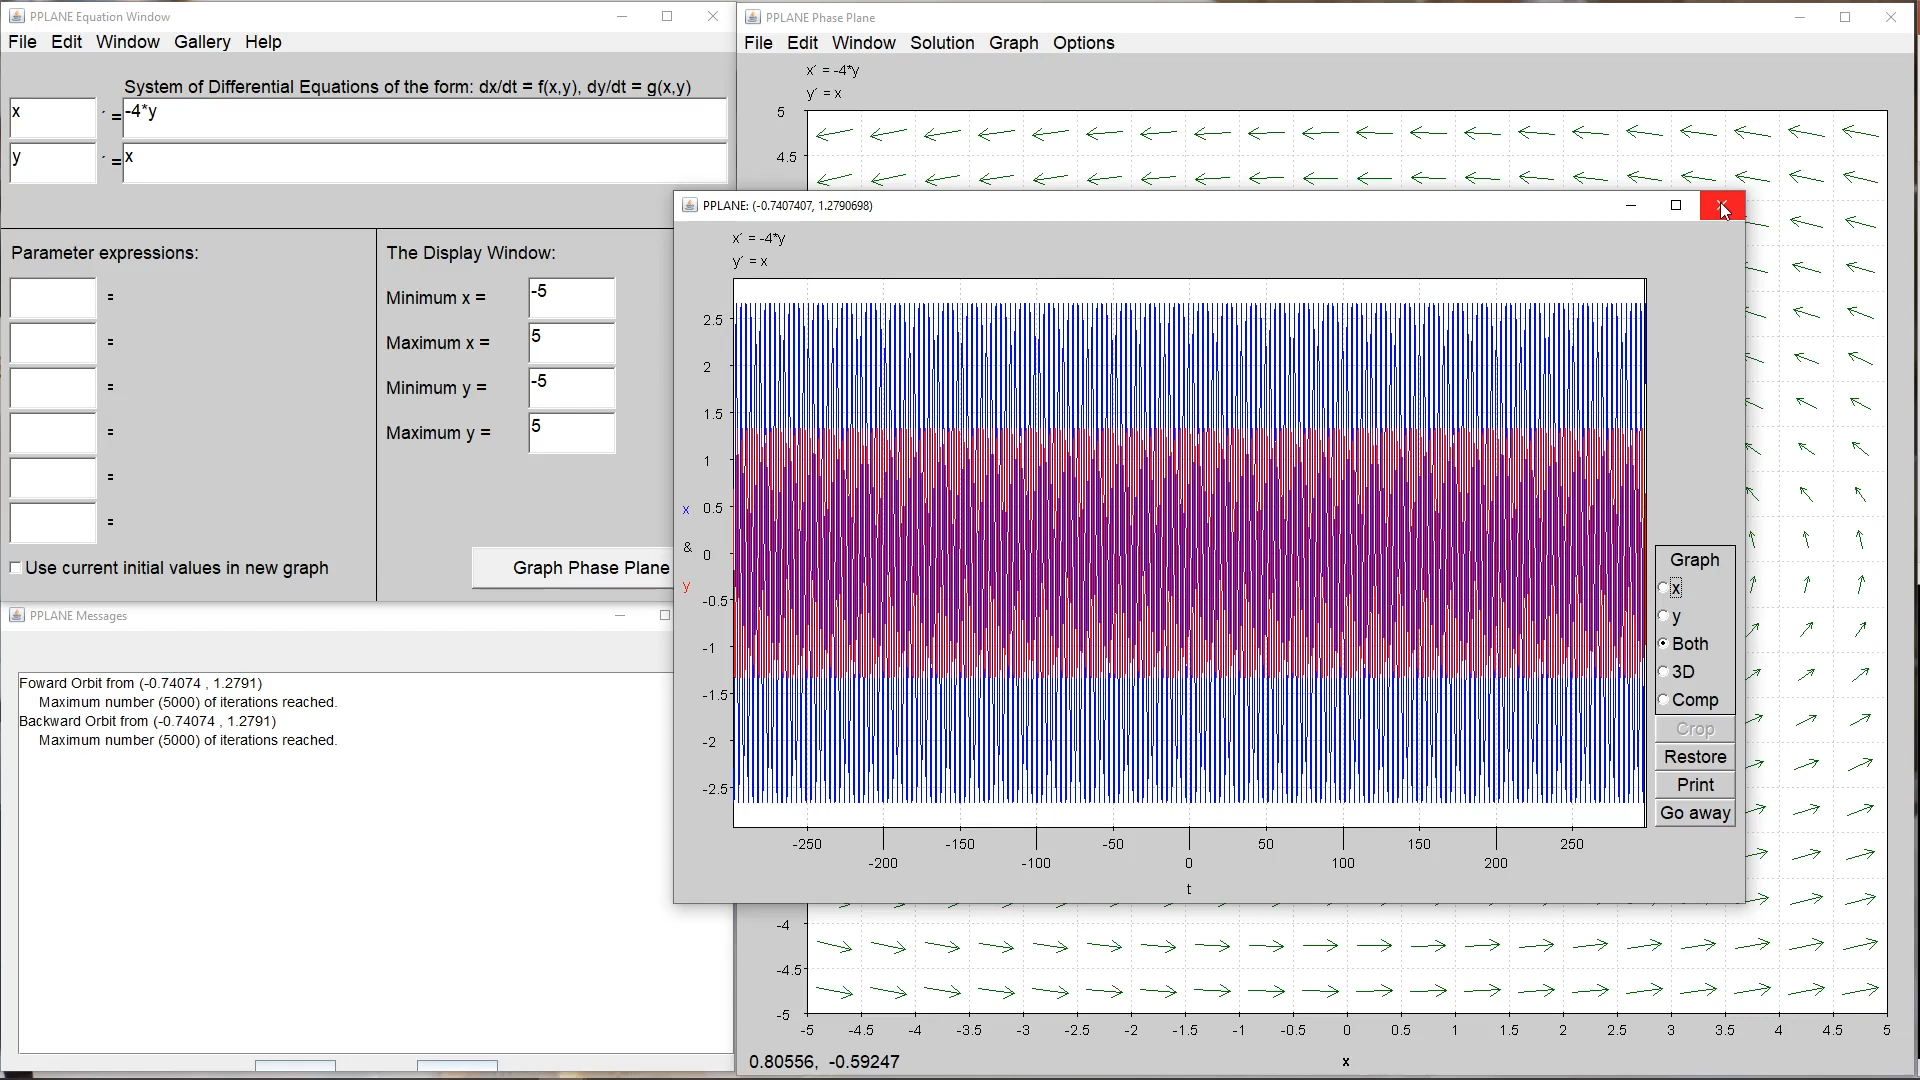 PPLANE Equation Window
File Edit Window Gallery Help
System of Differential Equations of the form: dx/dt = f(x,y), dy/dt = g(x,y)
x ´ = -4*y
y ´ = x
Parameter expressions:
=
=
=
=
=
=
Use current initial values in new graph
The Display Window:
Minimum x = -5
Maximum x = 5
Minimum y = -5
Maximum y = 5
Graph Phase Plane
PPLANE Messages
Foward Orbit from (-0.74074 , 1.2791)
Maximum number (5000) of iterations reached.
Backward Orbit from (-0.74074 , 1.2791)
Maximum number (5000) of iterations reached.
PPLANE Phase Plane
File Edit Window Solution Graph Options
x´ = -4*y
y´ = x
5
4.5
-4
-4.5
-5
-5 -4.5 -4 -3.5 -3 -2.5 -2 -1.5 -1 -0.5 0 0.5 1 1.5 2 2.5 3 3.5 4 4.5 5
x
0.80556, -0.59247
PPLANE: (-0.7407407, 1.2790698)
x´ = -4*y
y´ = x
2.5
2
1.5
1
0.5
0
-0.5
-1
-1.5
-2
-2.5
x
&
y
-250 -150 -50 50 150 250
-200 -100 0 100 200
t
Graph
x
y
Both
3D
Comp
Crop
Restore
Print
Go away